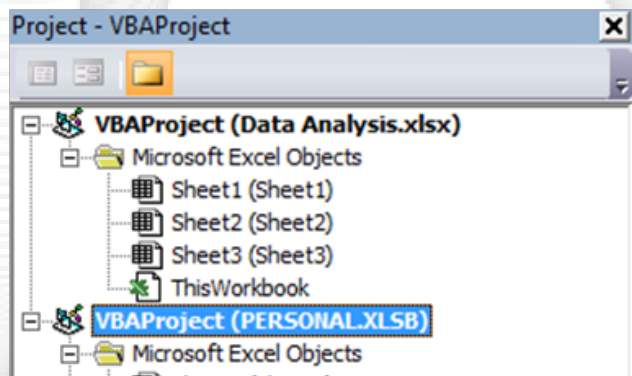 Project - VBAProject
VBAProject (Data Analysis.xlsx)
Microsoft Excel Objects
Sheet1 (Sheet1)
Sheet2 (Sheet2)
Sheet3 (Sheet3)
ThisWorkbook
VBAProject (PERSONAL.XLSB)
Microsoft Excel Objects